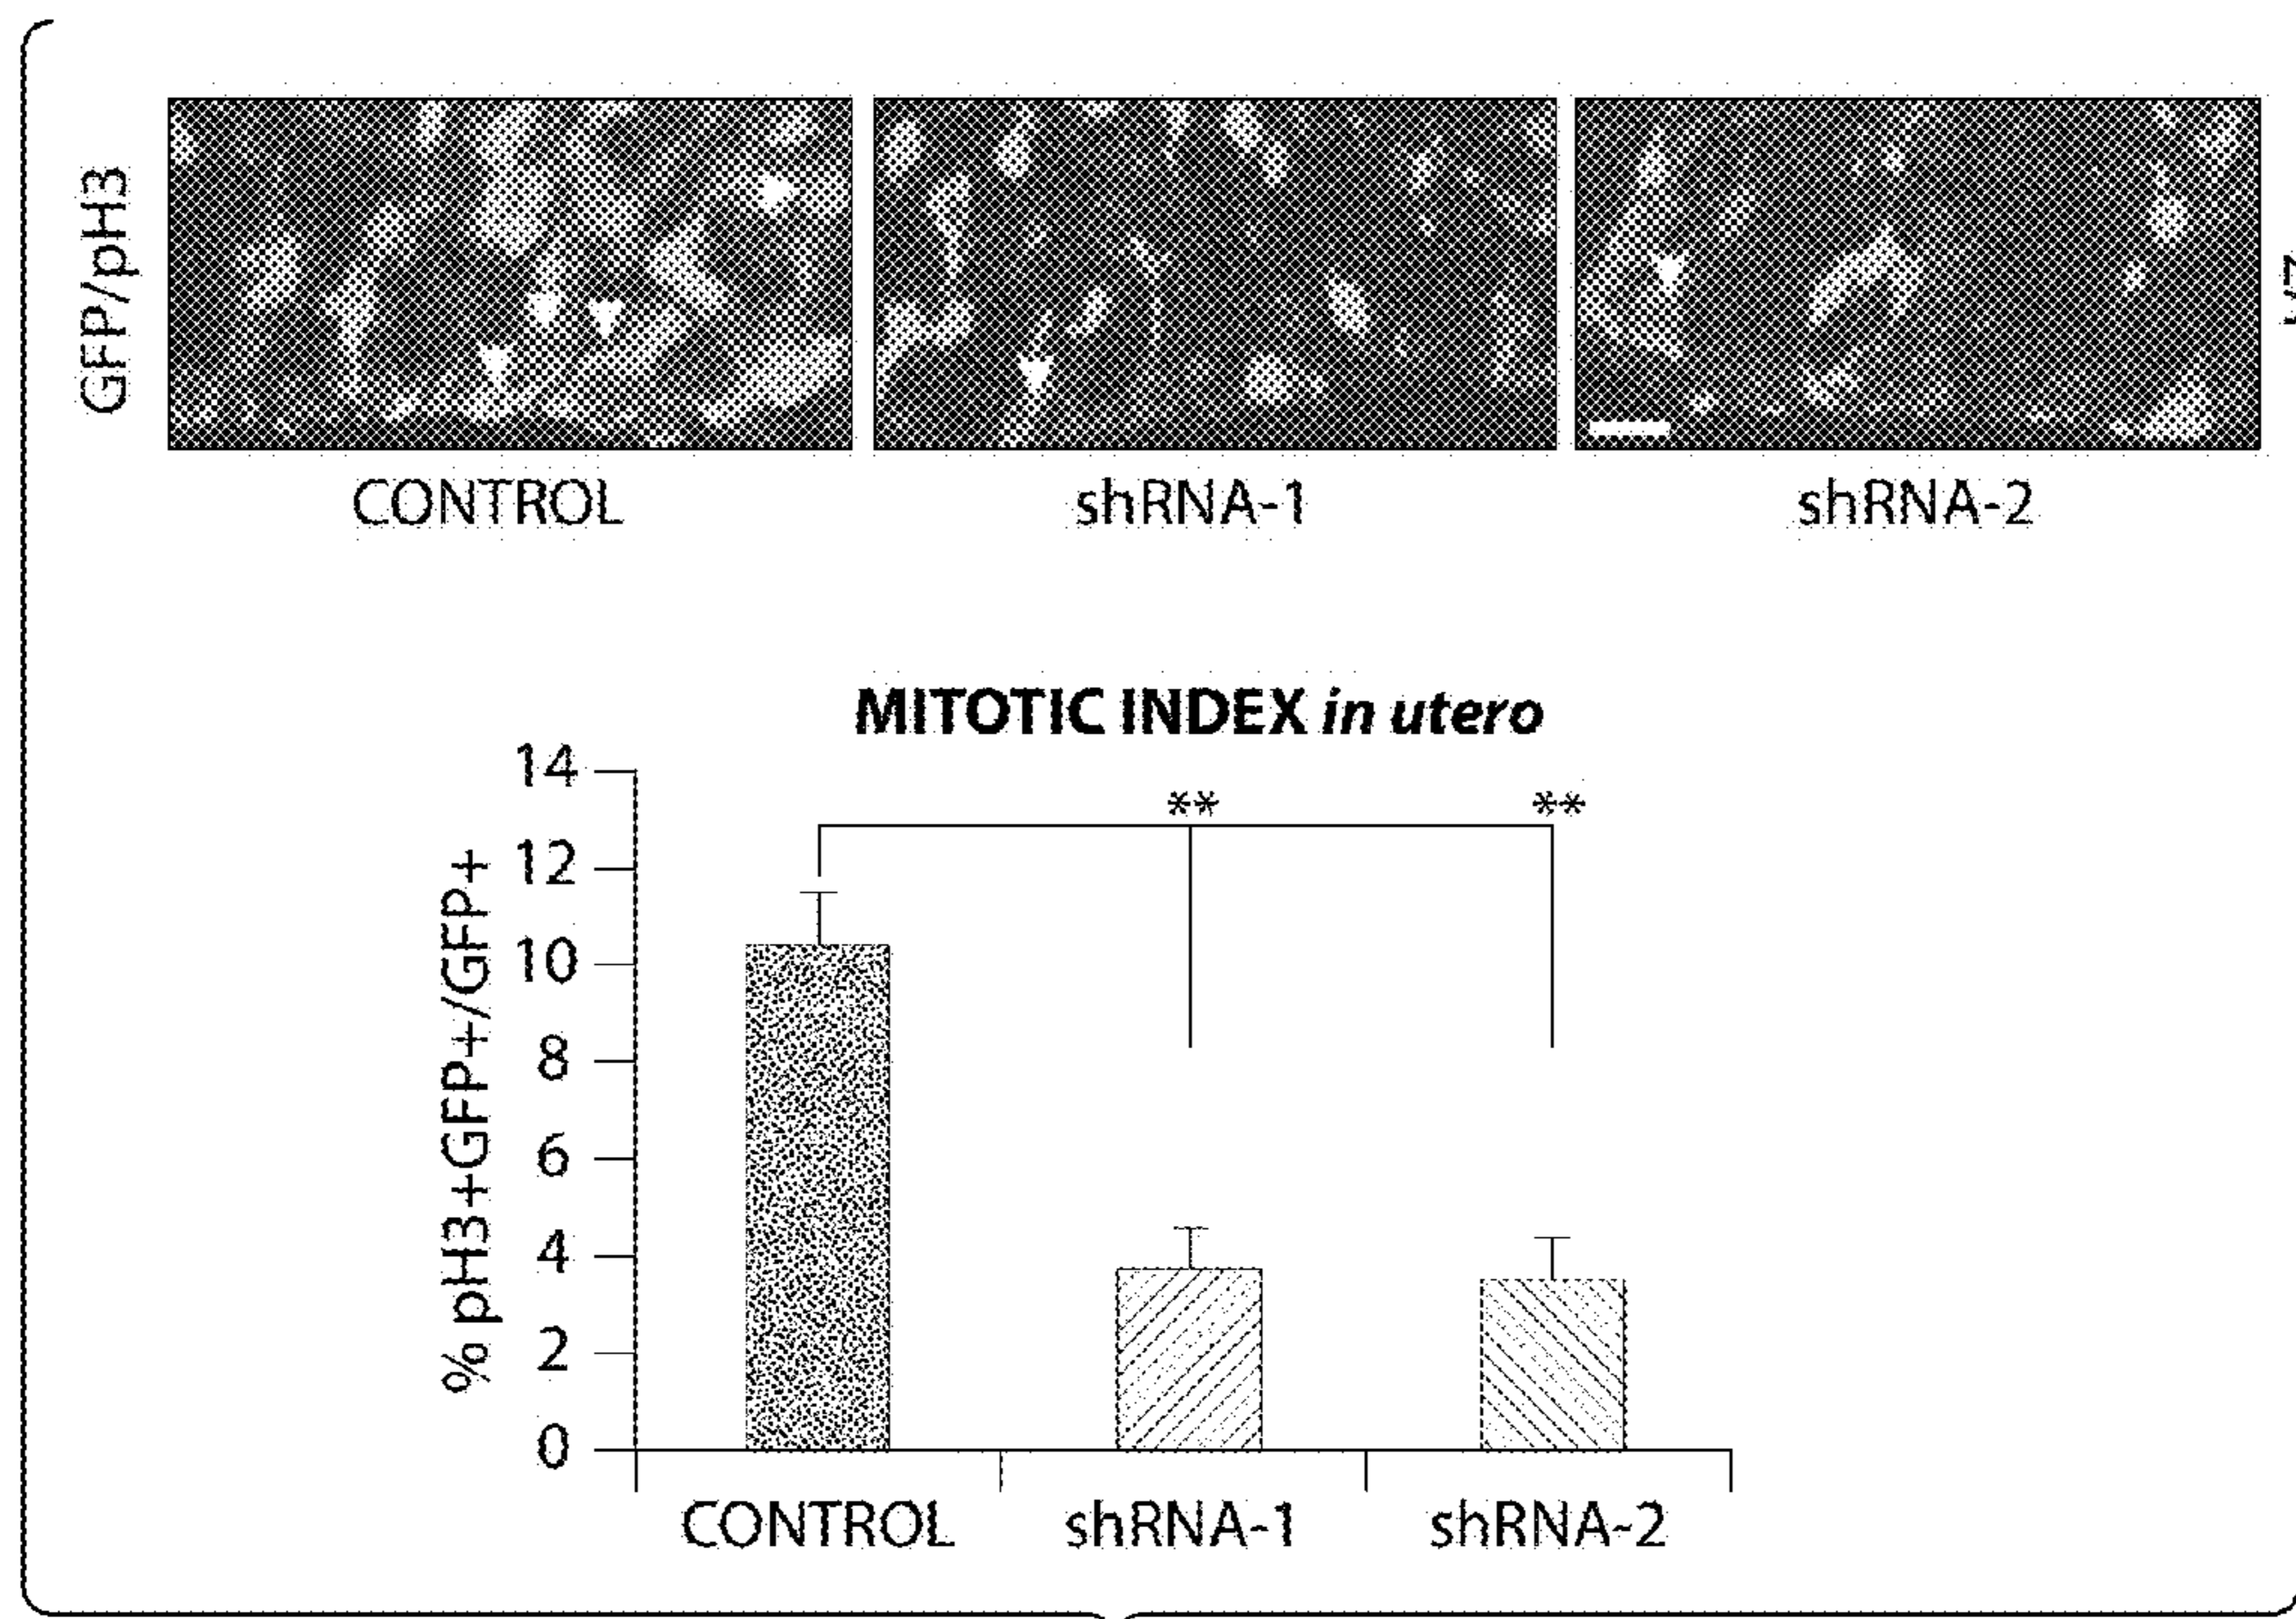 GFP/pH3
CONTROL
shRNA-1
shRNA-2
MITOTIC INDEX in utero
% pH3+GFP+/GFP+
14
12
10
8
6
4
2
0
**
**
CONTROL
shRNA-1
shRNA-2